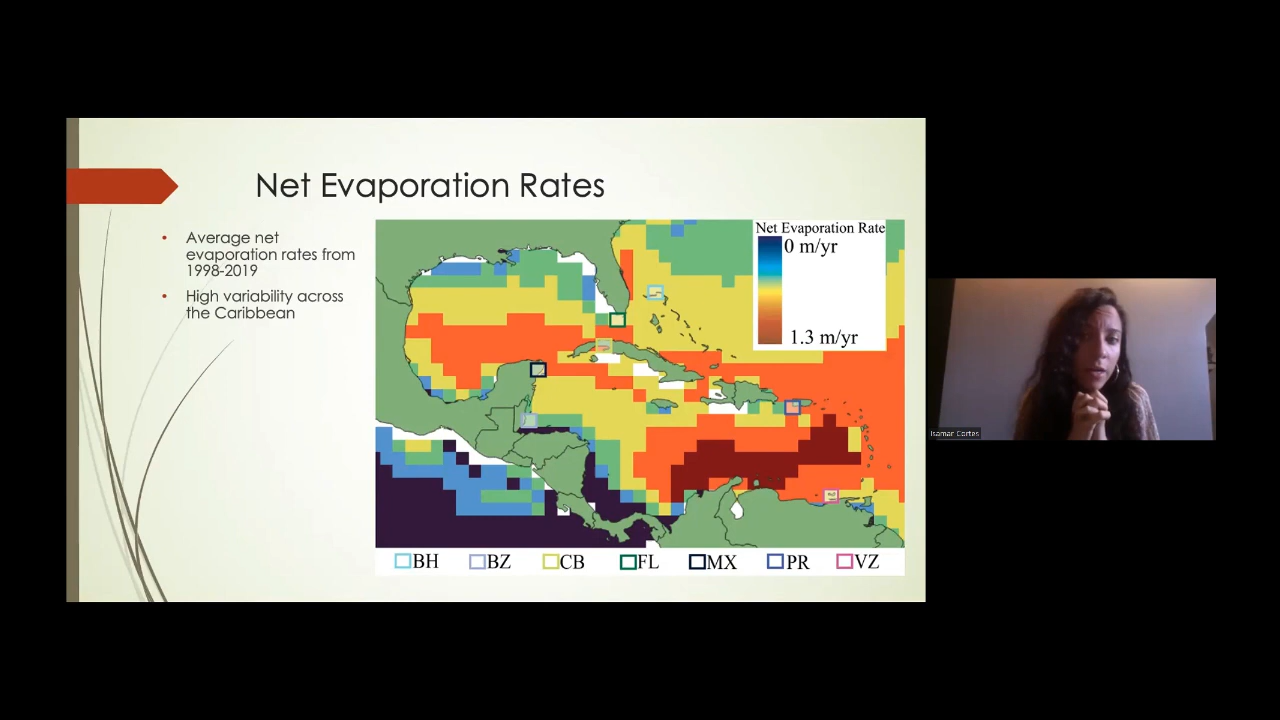 Net Evaporation Rates
• Average net
evaporation rates from
1998-2019
• High variability across
the Caribbean
Net Evaporation Rate
0 m/yr
1.3 m/yr
BH BZ CB FL MX PR VZ
Isamar Cortes